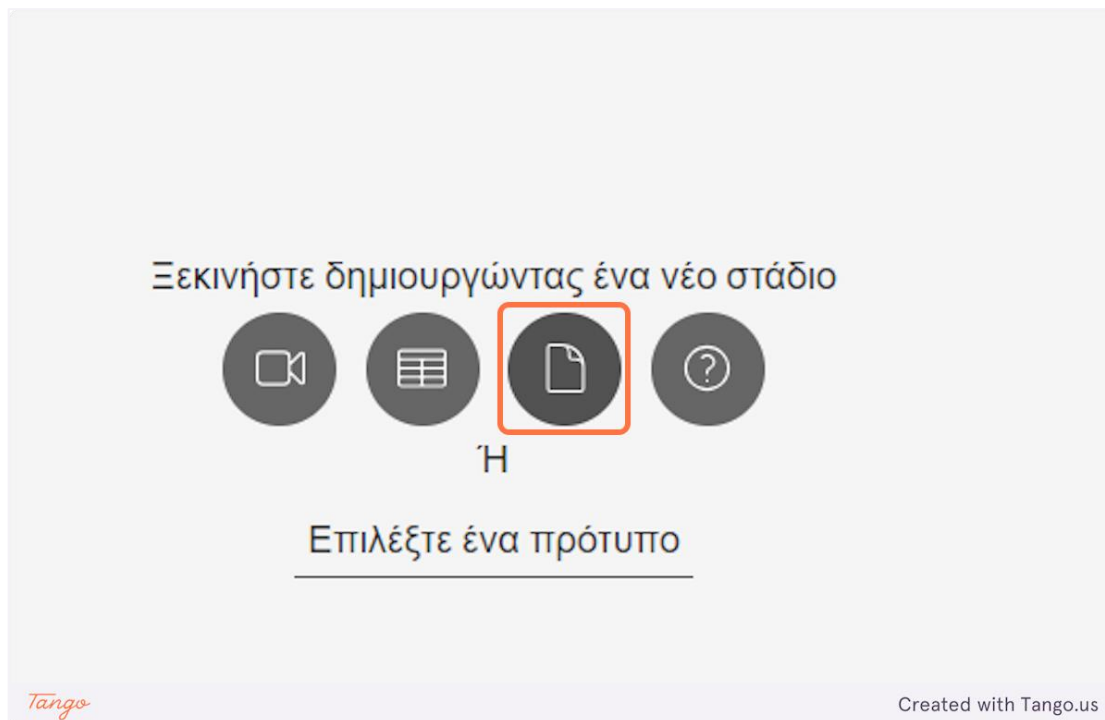 Ξεκινήστε δημιουργώντας ένα νέο στάδιο
?
Ή
Επιλέξτε ένα πρότυπο
Tango
Created with Tango.us